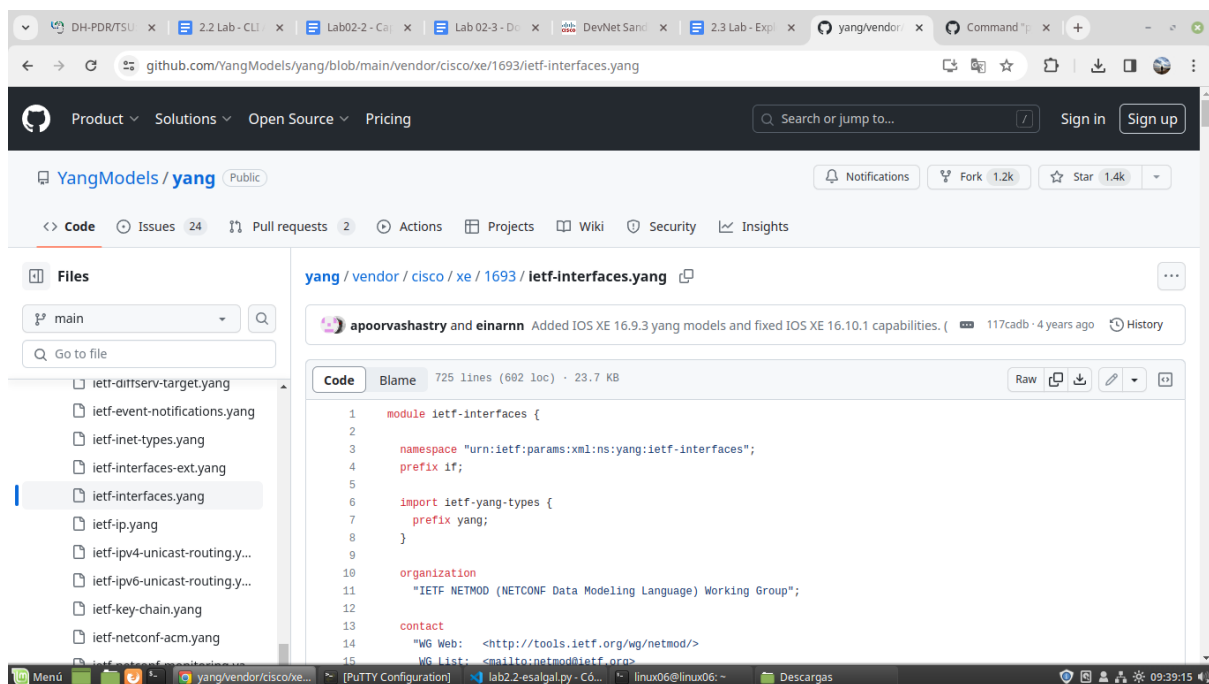 DH-PDR/TSU
2.2 Lab - CLI
Lab02-2 - Ca
Lab 02-3 - Do
DevNet Sand
2.3 Lab - Expl
yang/vendor/
Command "p
github.com/YangModels/yang/blob/main/vendor/cisco/xe/1693/ietf-interfaces.yang
Product Solutions Open Source Pricing Search or jump to... / Sign in Sign up
YangModels / yang Public Notifications Fork 1.2k Star 1.4k
Code Issues 24 Pull requests 2 Actions Projects Wiki Security Insights
Files
main
Go to file
ietf-diffserv-target.yang
ietf-event-notifications.yang
ietf-inet-types.yang
ietf-interfaces-ext.yang
ietf-interfaces.yang
ietf-ip.yang
ietf-ipv4-unicast-routing.y...
ietf-ipv6-unicast-routing.y...
ietf-key-chain.yang
ietf-netconf-acm.yang
ietf-netconf-monitoring.ya...
yang / vendor / cisco / xe / 1693 / ietf-interfaces.yang
apoorvashastry and einarnn Added IOS XE 16.9.3 yang models and fixed IOS XE 16.10.1 capabilities. ( ... 117cadb · 4 years ago History
Code Blame 725 lines (602 loc) · 23.7 KB Raw
1 module ietf-interfaces {
2
3 namespace "urn:ietf:params:xml:ns:yang:ietf-interfaces";
4 prefix if;
5
6 import ietf-yang-types {
7 prefix yang;
8 }
9
10 organization
11 "IETF NETMOD (NETCONF Data Modeling Language) Working Group";
12
13 contact
14 "WG Web: <http://tools.ietf.org/wg/netmod/>
15 WG List: <mailto:netmod@ietf.org>
Menú yang/vendor/cisco/xe... [PuTTY Configuration] lab2.2-esalgal.py - Có... linux06@linux06: ~ Descargas 09:39:15